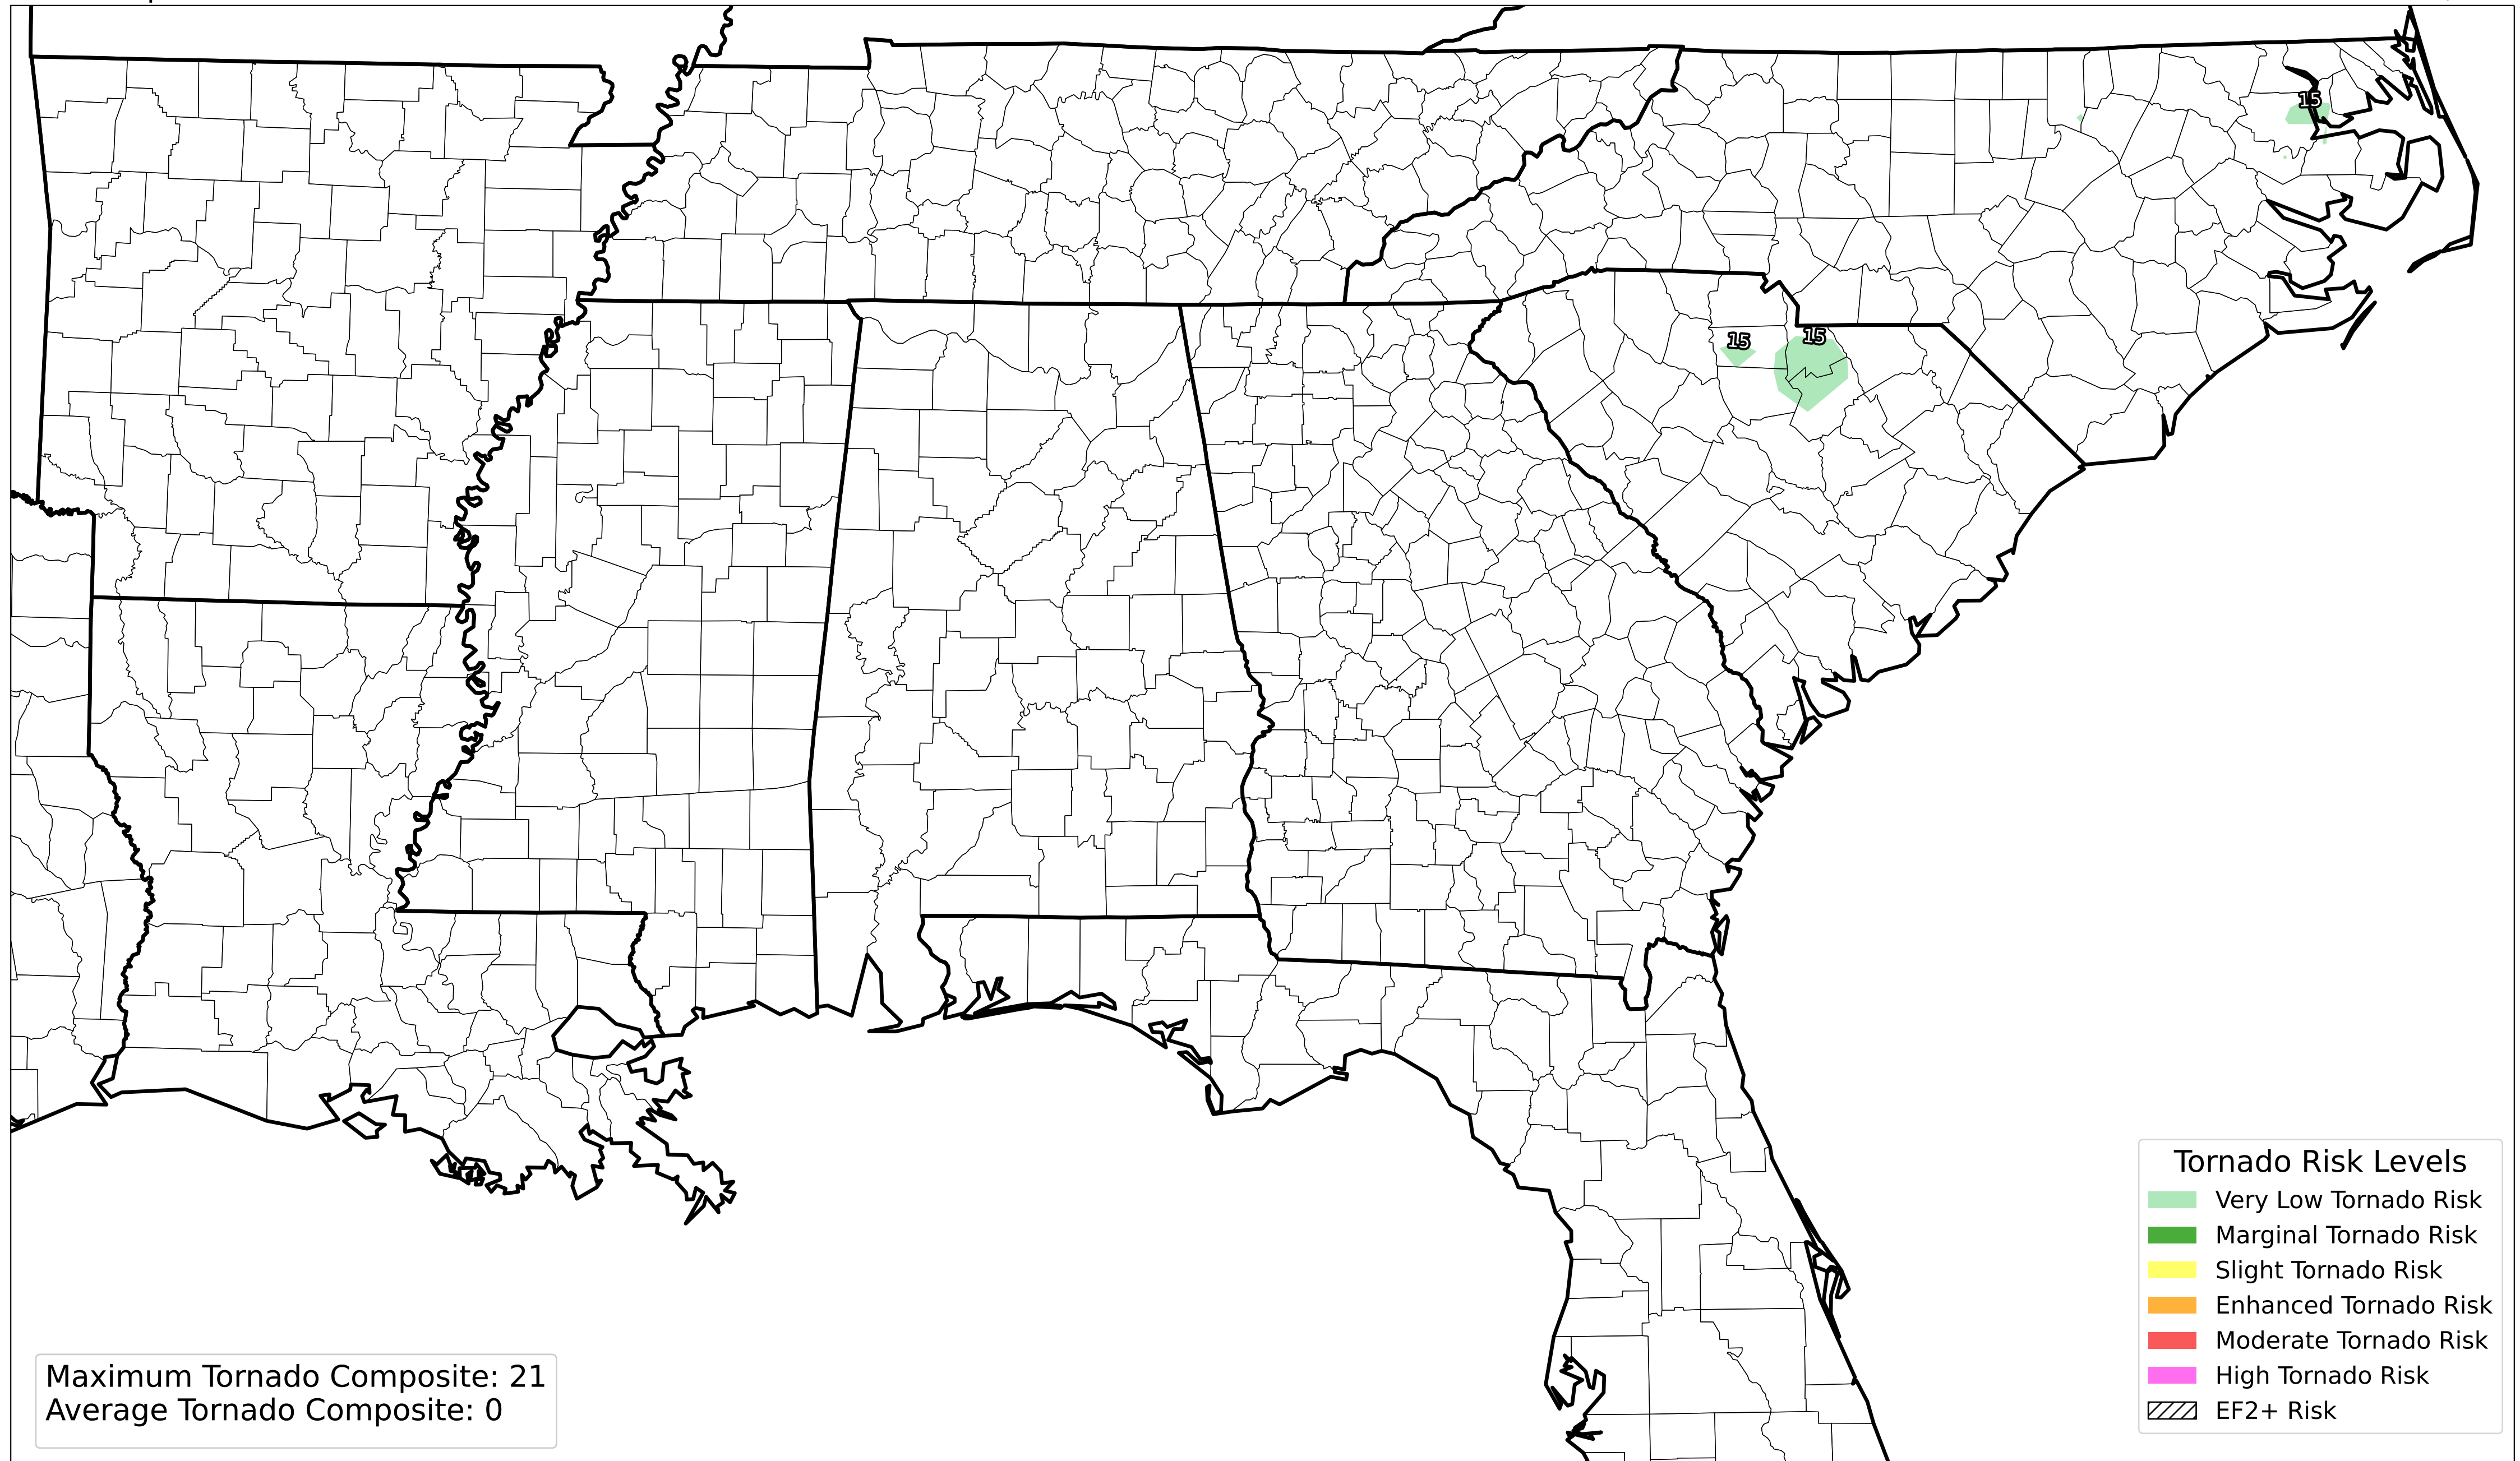 15
15
15
Tornado Risk Levels
Very Low Tornado Risk
Marginal Tornado Risk
Slight Tornado Risk
Enhanced Tornado Risk
Moderate Tornado Risk
High Tornado Risk
EF2+ Risk
Maximum Tornado Composite: 21
Average Tornado Composite: 0